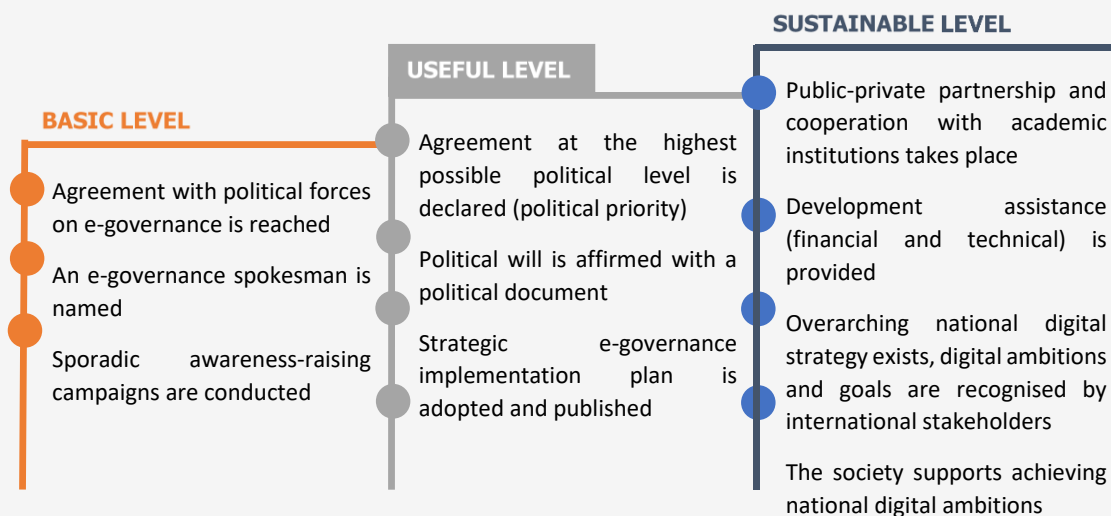 BASIC LEVEL
Agreement with political forces
on e-governance is reached
An e-governance spokesman is
named
Sporadic awareness-raising
campaigns are conducted
USEFUL LEVEL
Agreement at the highest
possible political level is
declared (political priority)
Political will is affirmed with a
political document
Strategic e-governance
implementation plan is
adopted and published
SUSTAINABLE LEVEL
Public-private partnership and
cooperation with academic
institutions takes place
Development assistance
(financial and technical) is
provided
Overarching national digital
strategy exists, digital ambitions
and goals are recognised by
international stakeholders
The society supports achieving
national digital ambitions